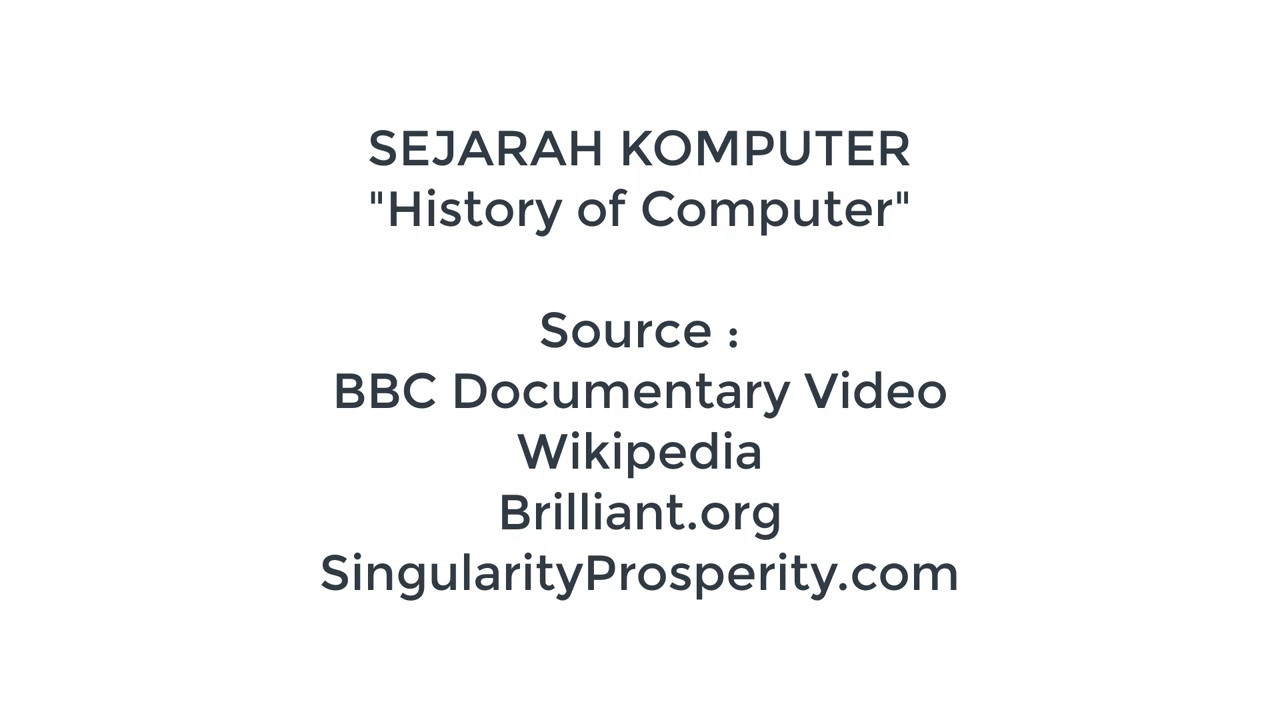 SEJARAH KOMPUTER
"History of Computer"
Source :
BBC Documentary Video
Wikipedia
Brilliant.org
SingularityProsperity.com